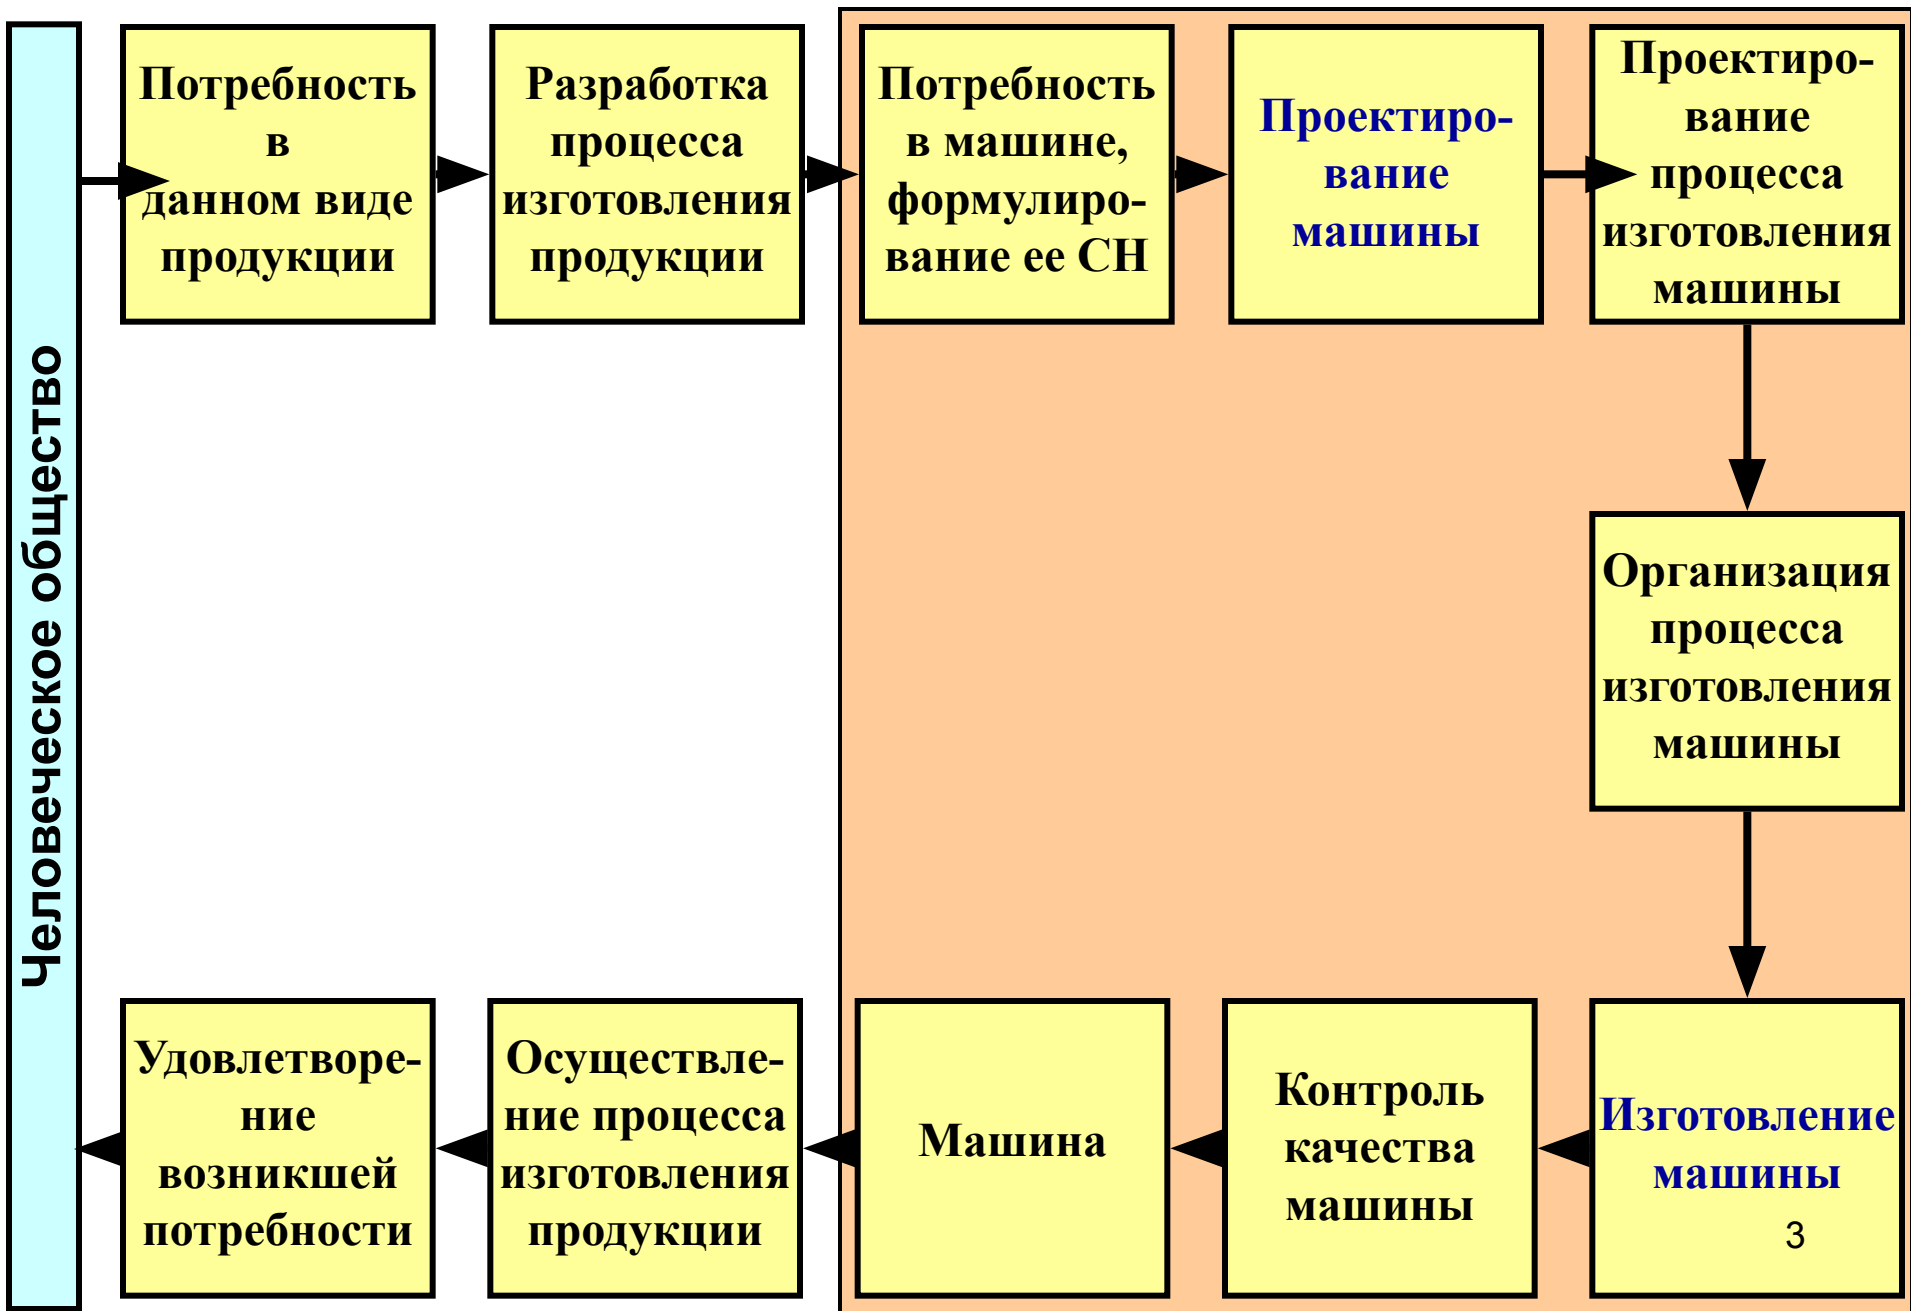 Человеческое общество
Потребность
в
данном виде
продукции
Разработка
процесса
изготовления
продукции
Потребность
в машине,
формулиро-
вание ее СН
Проектиро-
вание
машины
Проектиро-
вание
процесса
изготовления
машины
Организация
процесса
изготовления
машины
Изготовление
машины
3
Контроль
качества
машины
Машина
Осуществле-
ние процесса
изготовления
продукции
Удовлетворе-
ние
возникшей
потребности